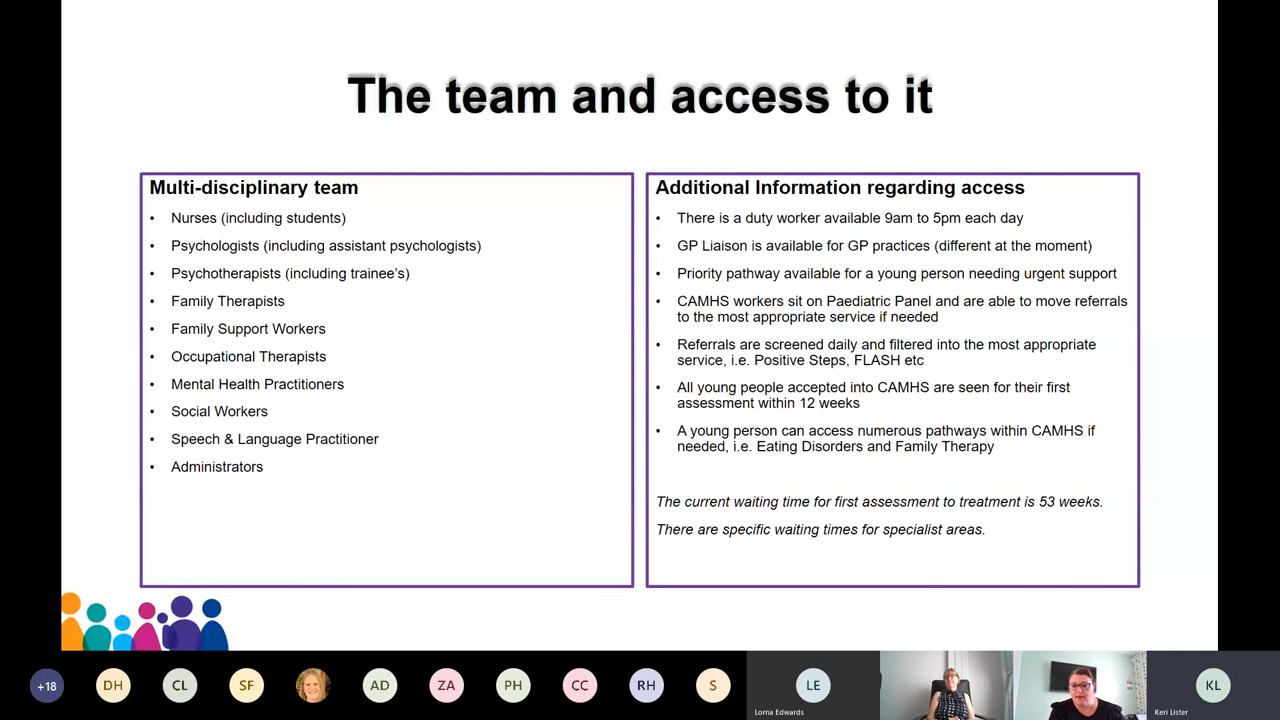 The team and access to it
Multi-disciplinary team
• Nurses (including students)
• Psychologists (including assistant psychologists)
• Psychotherapists (including trainee's)
• Family Therapists
• Family Support Workers
• Occupational Therapists
• Mental Health Practitioners
• Social Workers
• Speech & Language Practitioner
• Administrators
Additional Information regarding access
• There is a duty worker available 9am to 5pm each day
• GP Liaison is available for GP practices (different at the moment)
• Priority pathway available for a young person needing urgent support
• CAMHS workers sit on Paediatric Panel and are able to move referrals
to the most appropriate service if needed
• Referrals are screened daily and filtered into the most appropriate
service, i.e. Positive Steps, FLASH etc
• All young people accepted into CAMHS are seen for their first
assessment within 12 weeks
• A young person can access numerous pathways within CAMHS if
needed, i.e. Eating Disorders and Family Therapy
The current waiting time for first assessment to treatment is 53 weeks.
There are specific waiting times for specialist areas.
+18
DH
CL
SF
AD
ZA
PH
CC
RH
S
LE
Lorna Edwards
KL
Keri Lister